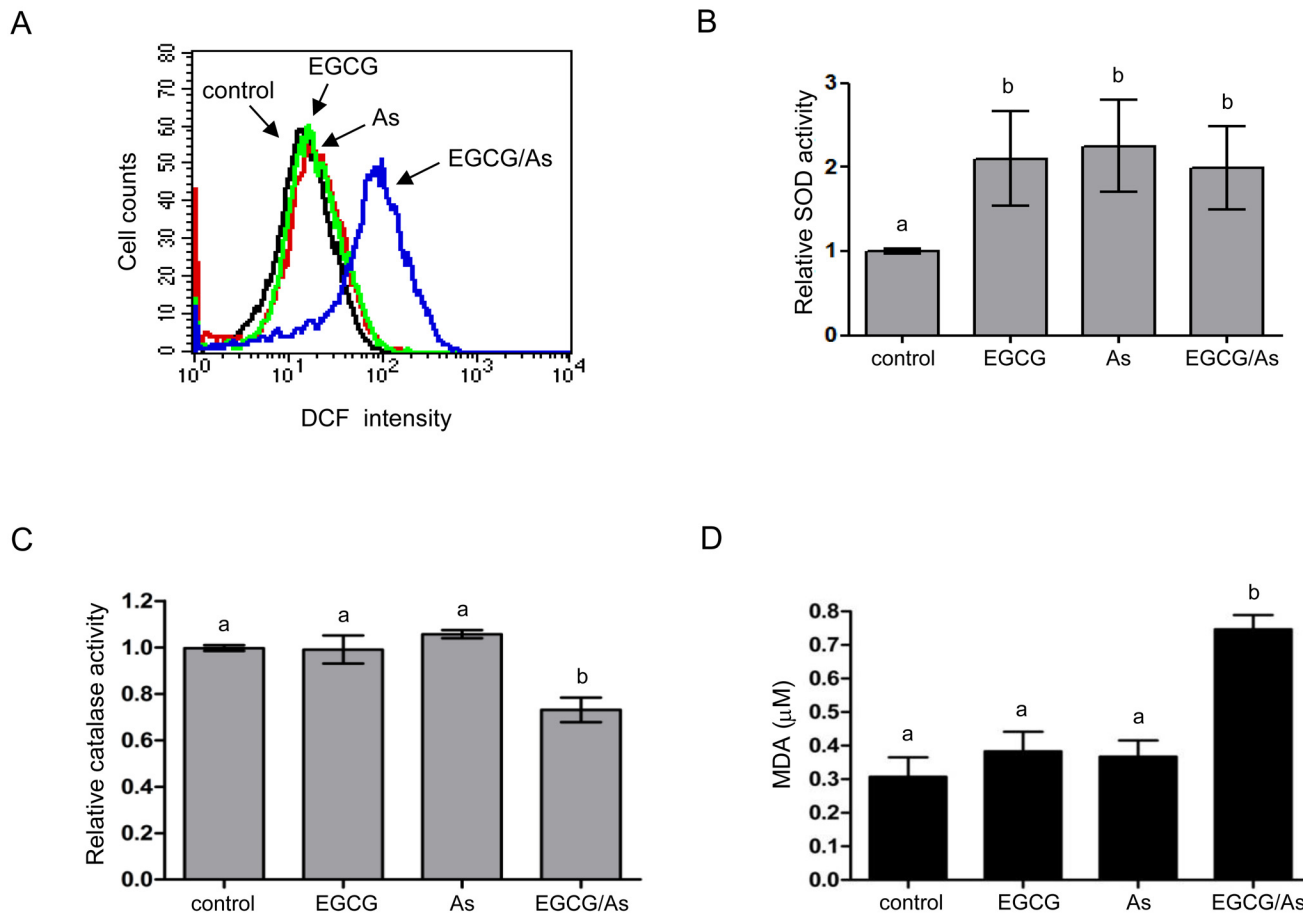 A
80
70
60
50
40
30
20
10
0
Cell counts
control
EGCG
As
EGCG/As
10^0 10^1 10^2 10^3 10^4
DCF intensity
B
3
2
1
0
Relative SOD activity
a
b
b
b
control EGCG As EGCG/As
C
1.2
1.0
0.8
0.6
0.4
0.2
0.0
Relative catalase activity
a
a
a
b
control EGCG As EGCG/As
D
0.8
0.7
0.6
0.5
0.4
0.3
0.2
0.1
0.0
MDA (μM)
a
a
a
b
control EGCG As EGCG/As